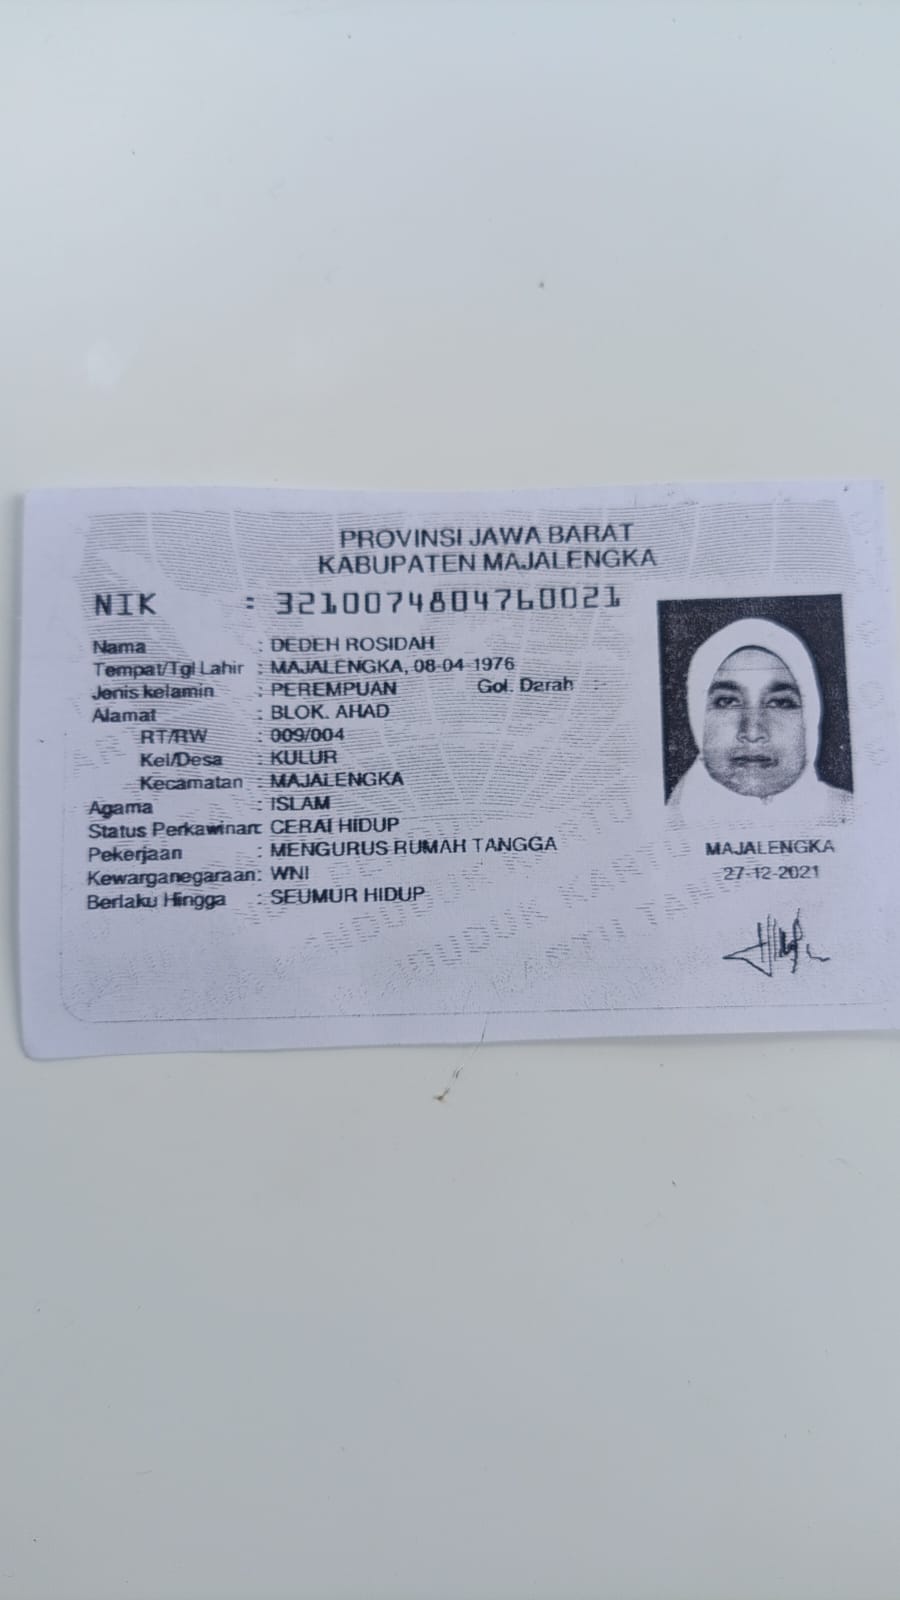 PROVINSI JAWA BARAT
KABUPATEN MAJALENGKA
NIK : 3210074804760021
Nama : DEDEH ROSIDAH
Tempat/Tgl Lahir : MAJALENGKA, 08-04-1976
Jenis kelamin : PEREMPUAN Gol. Darah :
Alamat : BLOK. AHAD
RT/RW : 009/004
Kel/Desa : KULUR
Kecamatan : MAJALENGKA
Agama : ISLAM
Status Perkawinan: CERAI HIDUP
Pekerjaan : MENGURUS RUMAH TANGGA
Kewarganegaraan: WNI
Berlaku Hingga : SEUMUR HIDUP
MAJALENGKA
27-12-2021